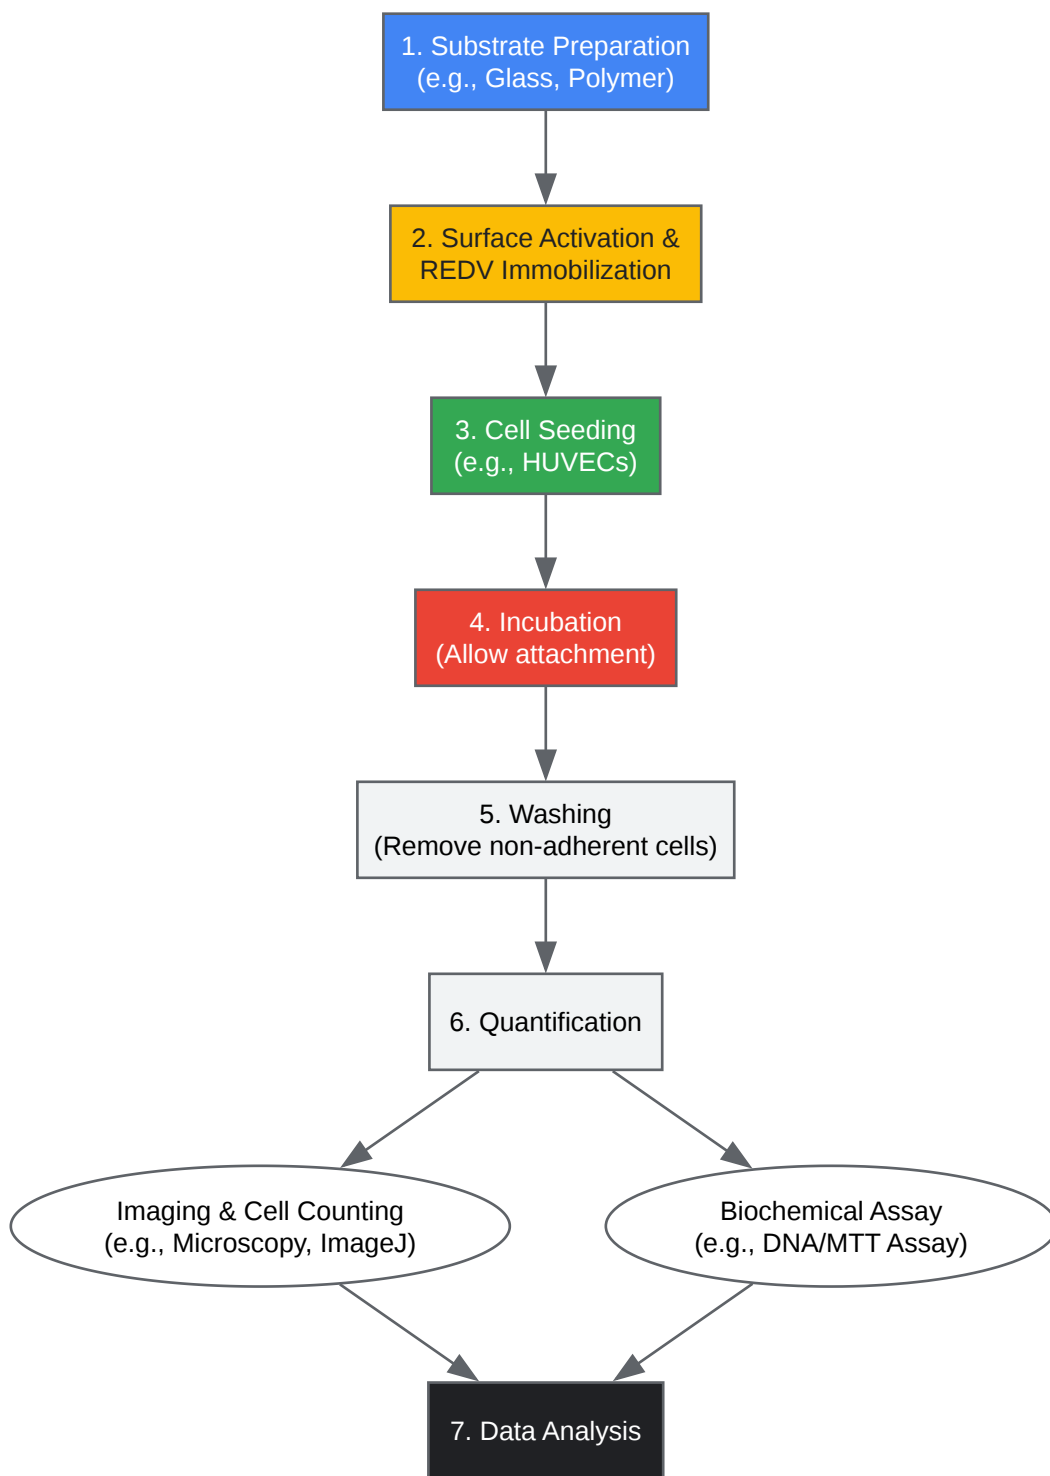 1. Substrate Preparation
(e.g., Glass, Polymer)
2. Surface Activation &
REDV Immobilization
3. Cell Seeding
(e.g., HUVECs)
4. Incubation
(Allow attachment)
5. Washing
(Remove non-adherent cells)
6. Quantification
Imaging & Cell Counting
(e.g., Microscopy, ImageJ)
Biochemical Assay
(e.g., DNA/MTT Assay)
7. Data Analysis